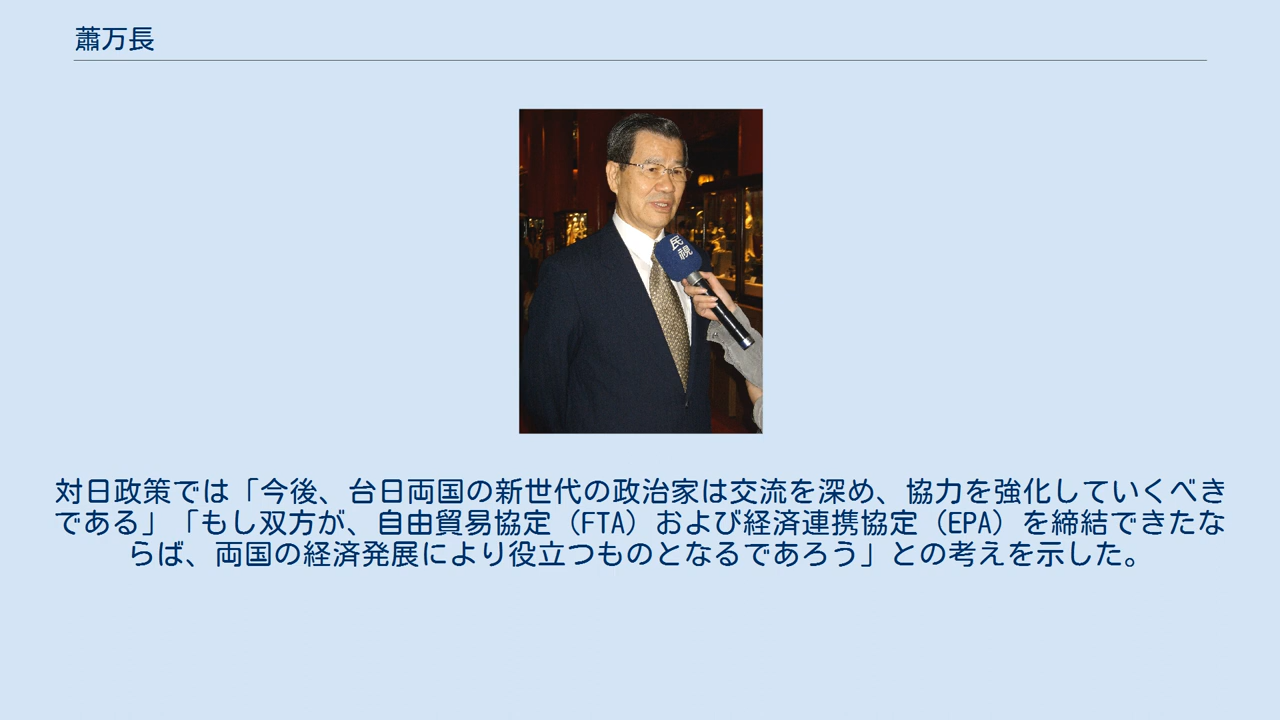 蕭万長
民視
対日政策では「今後、台日両国の新世代の政治家は交流を深め、協力を強化していくべき
である」「もし双方が、自由貿易協定（FTA）および経済連携協定（EPA）を締結できたな
らば、両国の経済発展により役立つものとなるであろう」との考えを示した。